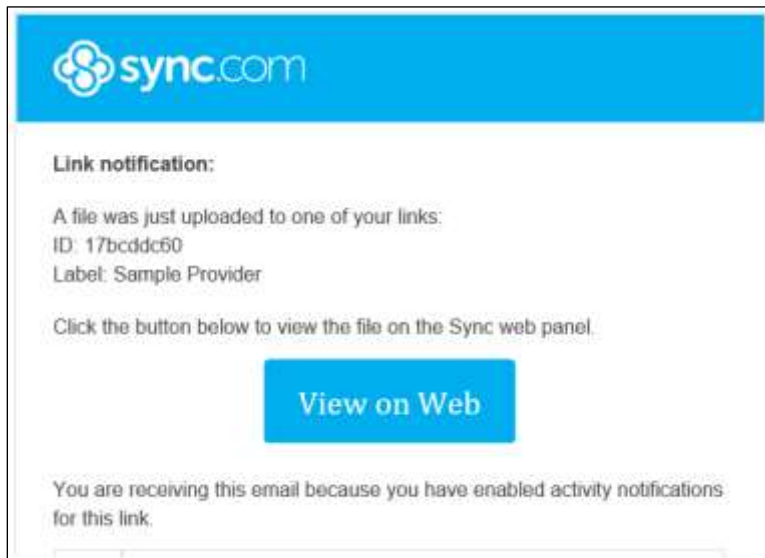 sync.com
Link notification:
A file was just uploaded to one of your links:
ID: 17bcddc60
Label: Sample Provider
Click the button below to view the file on the Sync web panel.
View on Web
You are receiving this email because you have enabled activity notifications
for this link.